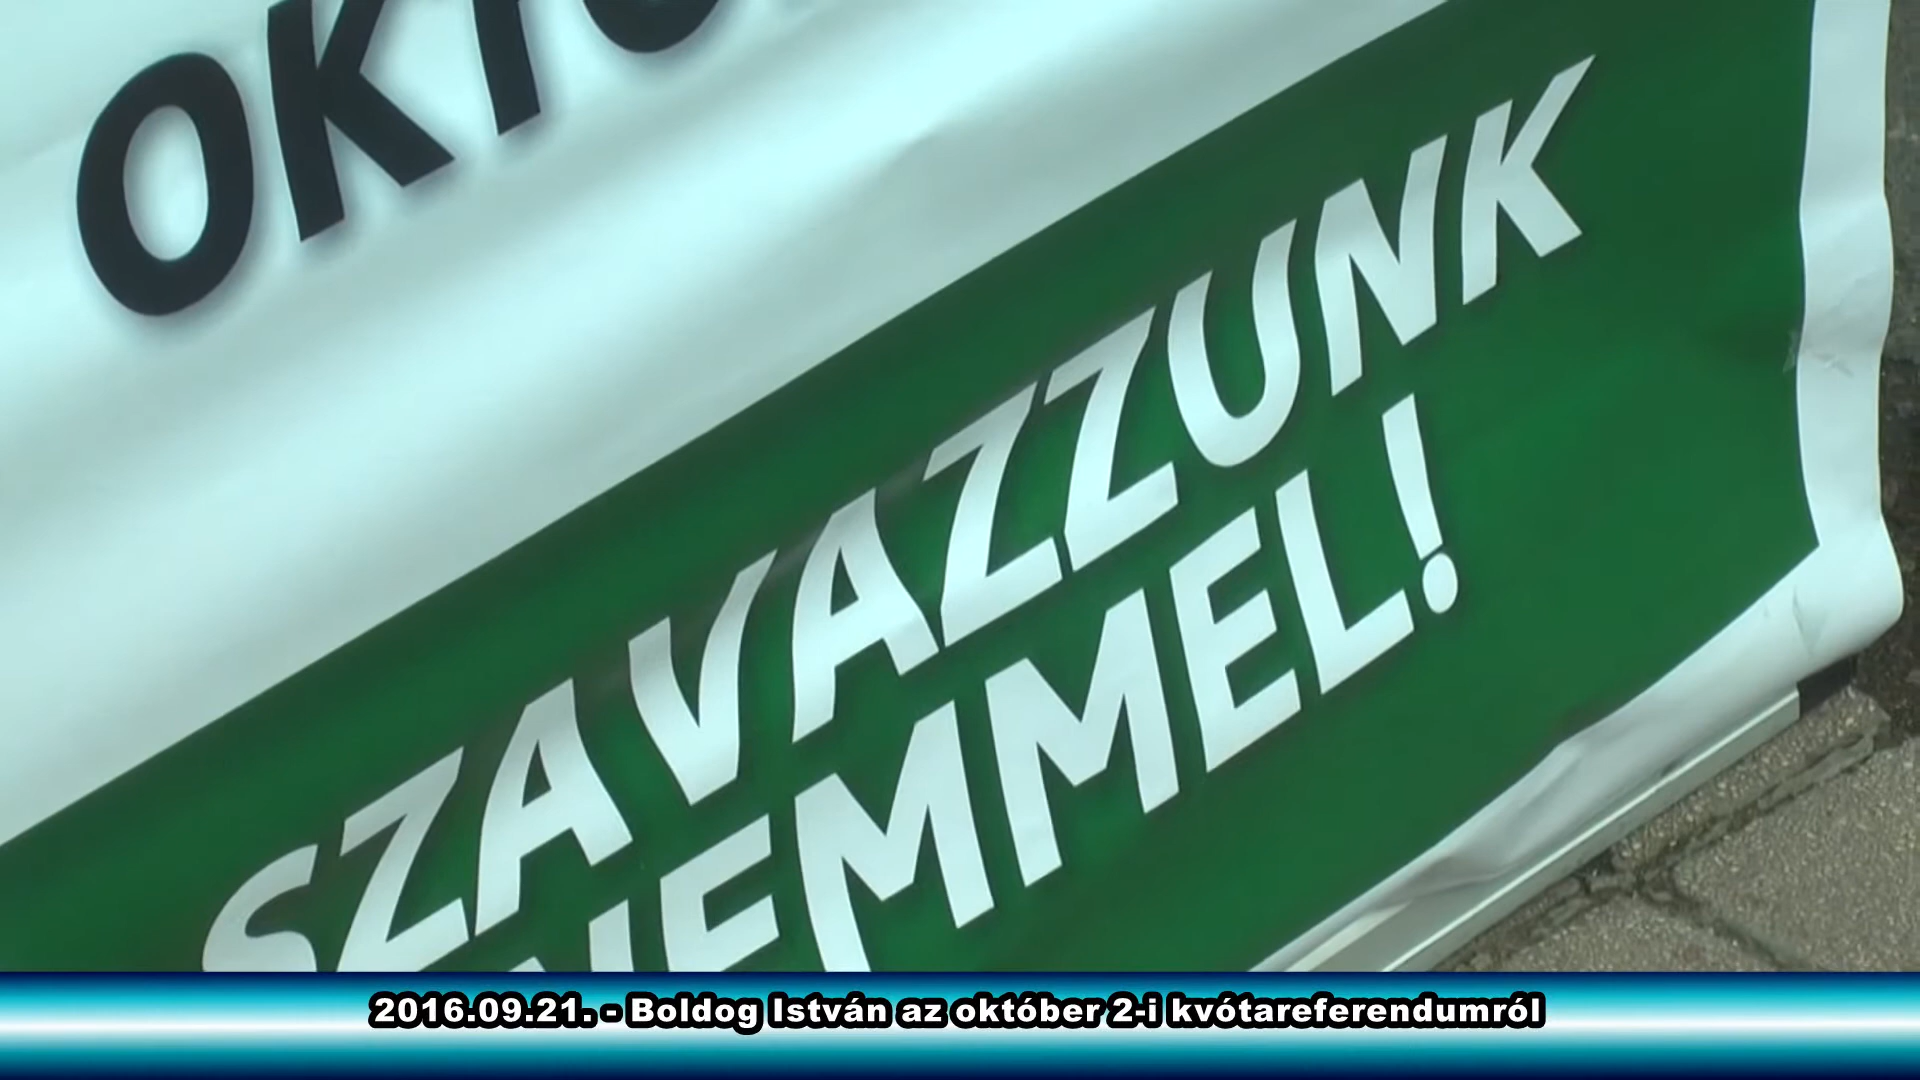 OKTÓ
SZAVAZZUNK
NEMMEL!
2016.09.21. - Boldog István az október 2-i kvótareferendumról